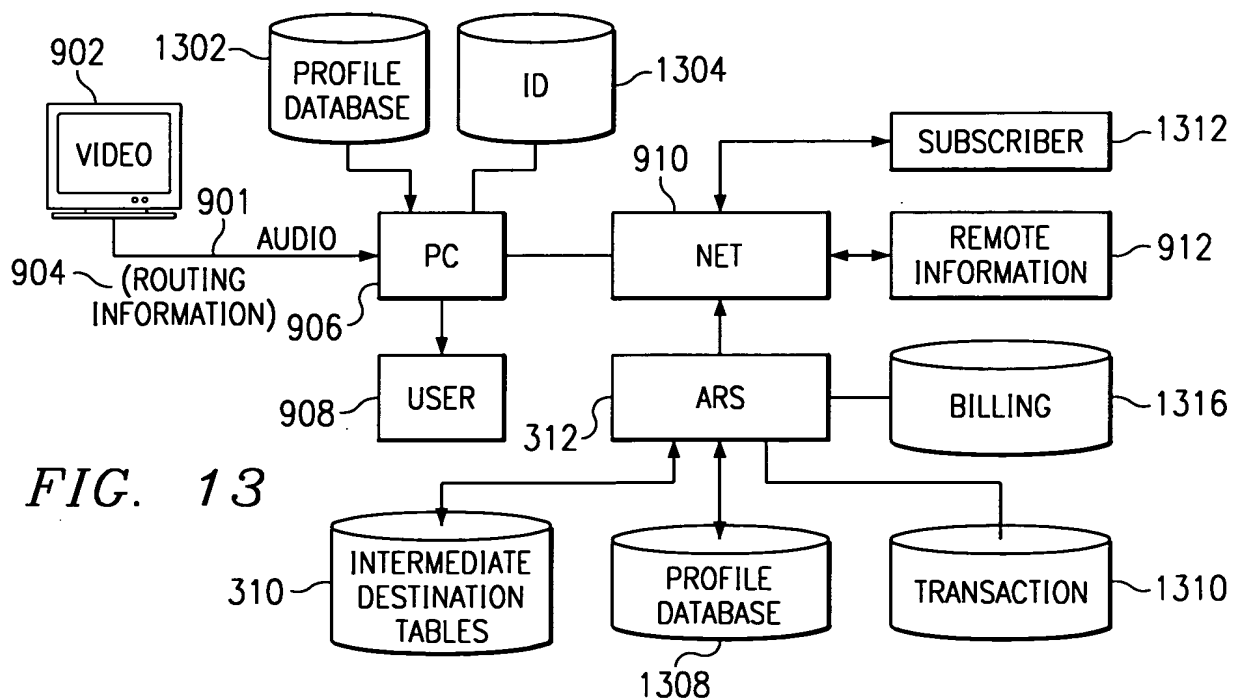 902
1302
PROFILE
DATABASE
ID
1304
VIDEO
901
AUDIO
904
(ROUTING
INFORMATION)
PC
906
910
NET
SUBSCRIBER
1312
REMOTE
INFORMATION
912
USER
908
ARS
312
BILLING
1316
FIG. 13
INTERMEDIATE
DESTINATION
TABLES
310
PROFILE
DATABASE
1308
TRANSACTION
1310